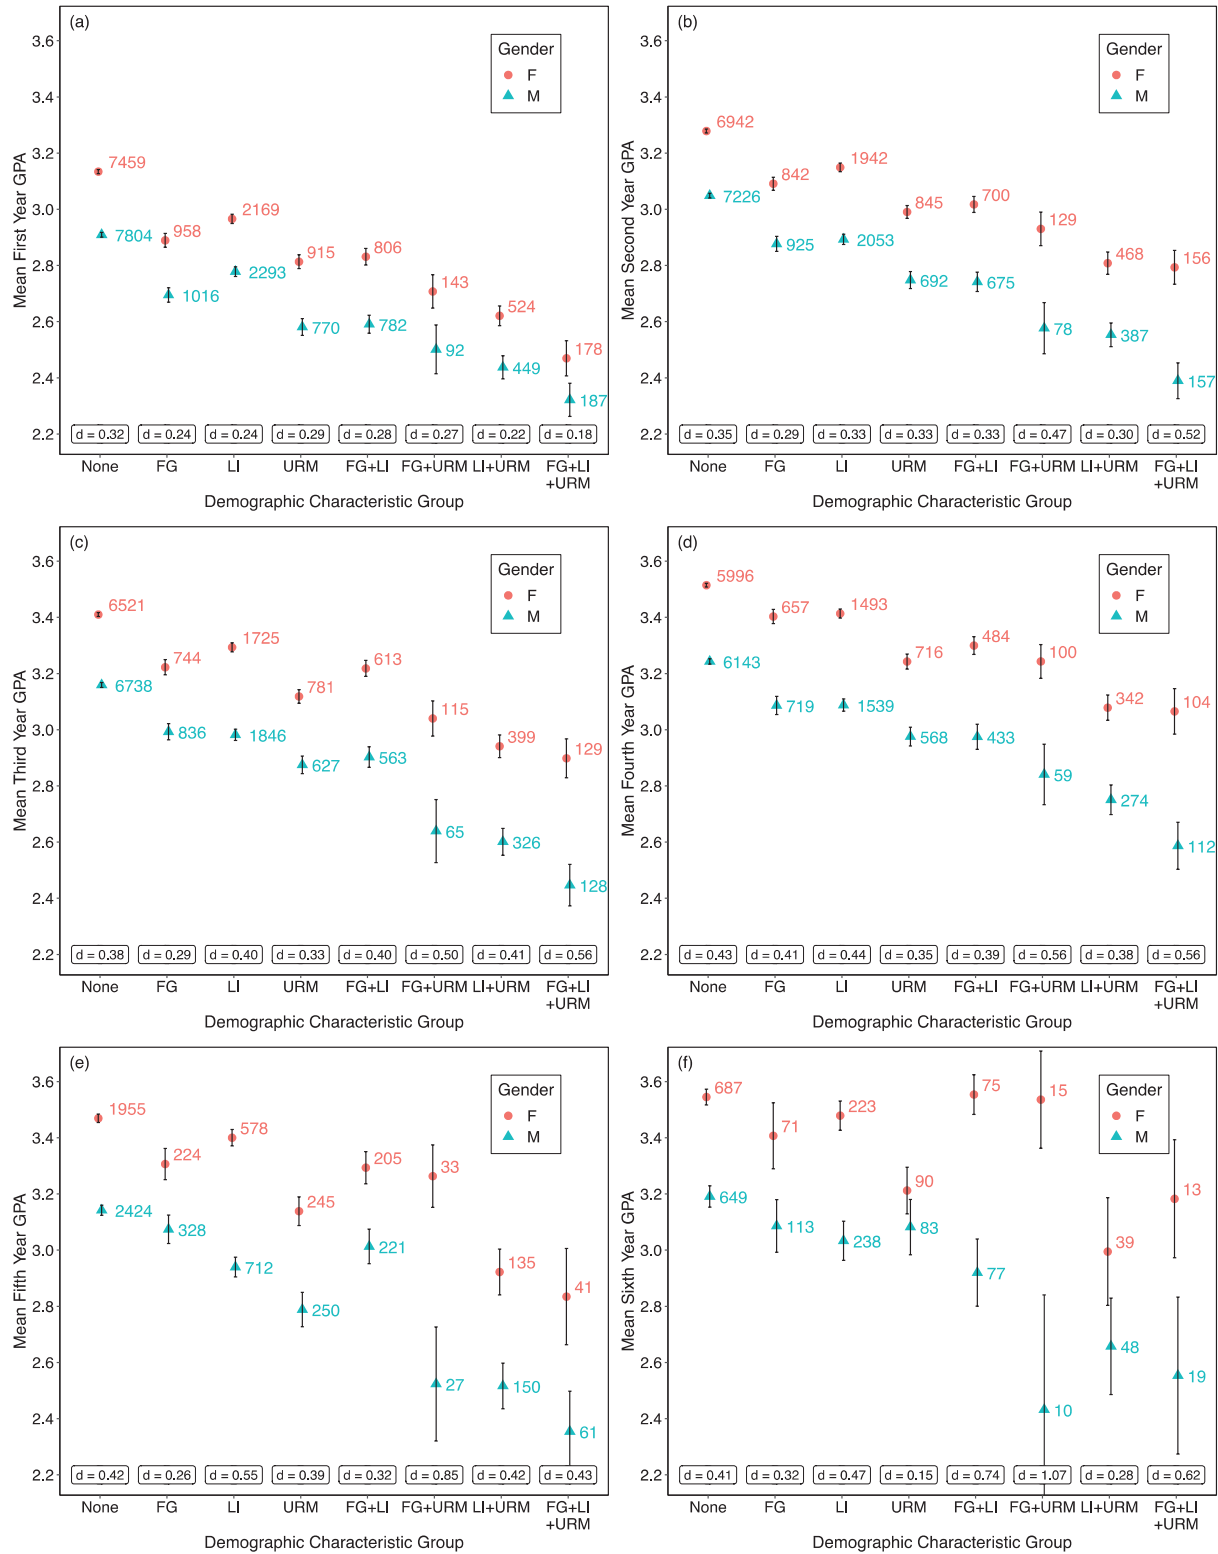 (a)
Mean First Year GPA
3.6
3.4
3.2
3.0
2.8
2.6
2.4
2.2
Gender
F
M
7459
7804
958
1016
2169
2293
915
770
806
782
143
92
524
449
178
187
d = 0.32
d = 0.24
d = 0.24
d = 0.29
d = 0.28
d = 0.27
d = 0.22
d = 0.18
None
FG
LI
URM
FG+LI
FG+URM
LI+URM
FG+LI
+URM
Demographic Characteristic Group
(b)
Mean Second Year GPA
3.6
3.4
3.2
3.0
2.8
2.6
2.4
2.2
Gender
F
M
6942
7226
842
925
1942
2053
845
692
700
675
129
78
468
387
156
157
d = 0.35
d = 0.29
d = 0.33
d = 0.33
d = 0.33
d = 0.47
d = 0.30
d = 0.52
None
FG
LI
URM
FG+LI
FG+URM
LI+URM
FG+LI
+URM
Demographic Characteristic Group
(c)
Mean Third Year GPA
3.6
3.4
3.2
3.0
2.8
2.6
2.4
2.2
Gender
F
M
6521
6738
744
836
1725
1846
781
627
613
563
115
65
399
326
129
128
d = 0.38
d = 0.29
d = 0.40
d = 0.33
d = 0.40
d = 0.50
d = 0.41
d = 0.56
None
FG
LI
URM
FG+LI
FG+URM
LI+URM
FG+LI
+URM
Demographic Characteristic Group
(d)
Mean Fourth Year GPA
3.6
3.4
3.2
3.0
2.8
2.6
2.4
2.2
Gender
F
M
5996
6143
657
719
1493
1539
716
568
484
433
100
59
342
274
104
112
d = 0.43
d = 0.41
d = 0.44
d = 0.35
d = 0.39
d = 0.56
d = 0.38
d = 0.56
None
FG
LI
URM
FG+LI
FG+URM
LI+URM
FG+LI
+URM
Demographic Characteristic Group
(e)
Mean Fifth Year GPA
3.6
3.4
3.2
3.0
2.8
2.6
2.4
2.2
Gender
F
M
1955
2424
224
328
578
712
245
250
205
221
33
27
135
150
41
61
d = 0.42
d = 0.26
d = 0.55
d = 0.39
d = 0.32
d = 0.85
d = 0.42
d = 0.43
None
FG
LI
URM
FG+LI
FG+URM
LI+URM
FG+LI
+URM
Demographic Characteristic Group
(f)
Mean Sixth Year GPA
3.6
3.4
3.2
3.0
2.8
2.6
2.4
2.2
Gender
F
M
687
649
71
113
223
238
90
83
75
77
15
10
39
48
13
19
d = 0.41
d = 0.32
d = 0.47
d = 0.15
d = 0.74
d = 1.07
d = 0.28
d = 0.62
None
FG
LI
URM
FG+LI
FG+URM
LI+URM
FG+LI
+URM
Demographic Characteristic Group